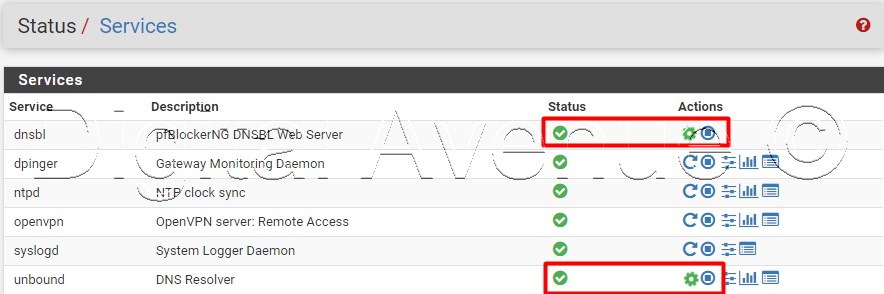 Status / Services
Services
Service Description Status Actions
dnsbl pfBlockerNG DNSBL Web Server
dpinger Gateway Monitoring Daemon
ntpd NTP clock sync
openvpn OpenVPN server: Remote Access
syslogd System Logger Daemon
unbound DNS Resolver
Digital Avenue ©